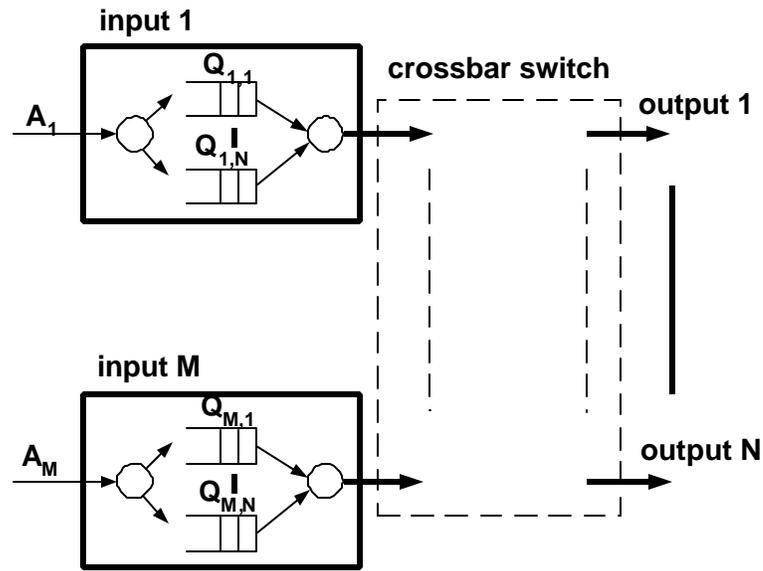 input 1
Q1,1
crossbar switch
output 1
A1
Q1,N
input M
QM,1
output N
AM
QM,N